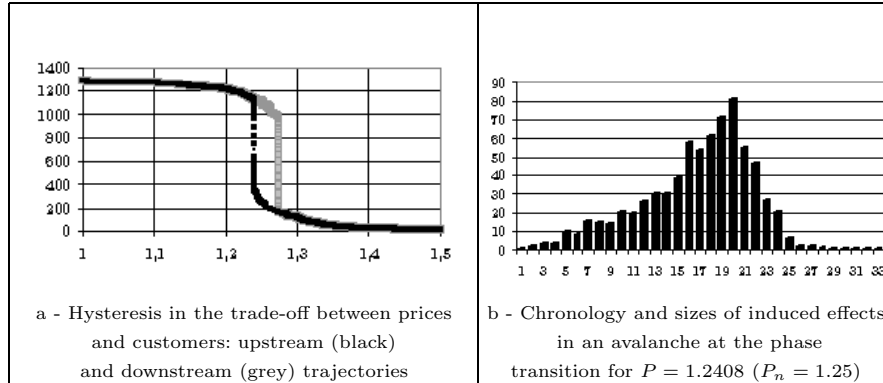 1400
1200
1000
800
600
400
200
0
1 1,1 1,2 1,3 1,4 1,5
a - Hysteresis in the trade-off between prices
and customers: upstream (black)
and downstream (grey) trajectories
90
80
70
60
50
40
30
20
10
0
1 3 5 7 9 11 13 15 17 19 21 23 25 27 29 31 33
b - Chronology and sizes of induced effects
in an avalanche at the phase
transition for P = 1.2408 (Pn = 1.25)